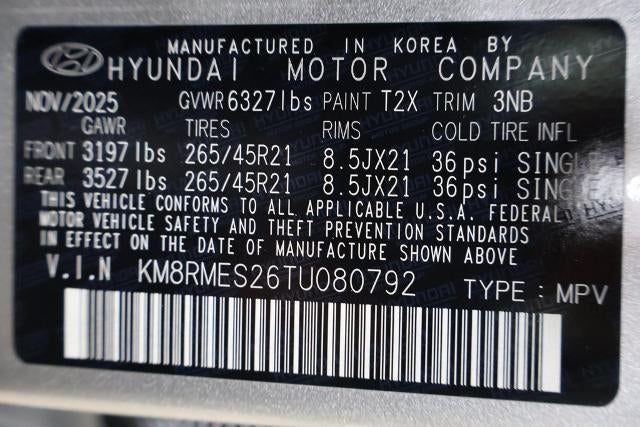 MANUFACTURED IN KOREA BY
HYUNDAI MOTOR COMPANY
NOV/2025 GVWR 6327 lbs PAINT T2X TRIM 3NB
GAWR TIRES RIMS COLD TIRE INFL
FRONT 3197 lbs 265/45R21 8.5JX21 36 psi SINGLE
REAR 3527 lbs 265/45R21 8.5JX21 36 psi SINGLE
THIS VEHICLE CONFORMS TO ALL APPLICABLE U.S.A. FEDERAL
MOTOR VEHICLE SAFETY AND THEFT PREVENTION STANDARDS
IN EFFECT ON THE DATE OF MANUFACTURE SHOWN ABOVE
V.I.N KM8RMES26TU080792 TYPE : MPV